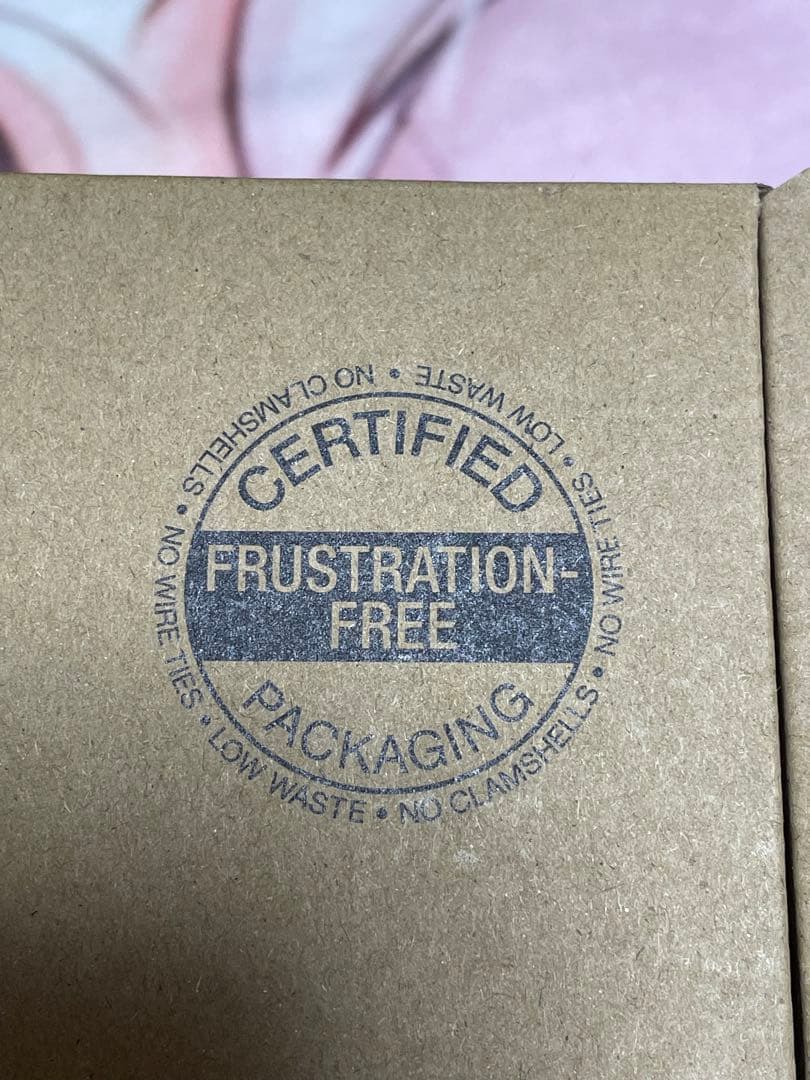 CERTIFIED
FRUSTRATION-
FREE
PACKAGING
NO CLAMSHELLS • LOW WASTE • NO WIRE TIES • NO CLAMSHELLS • LOW WASTE • NO WIRE TIES •